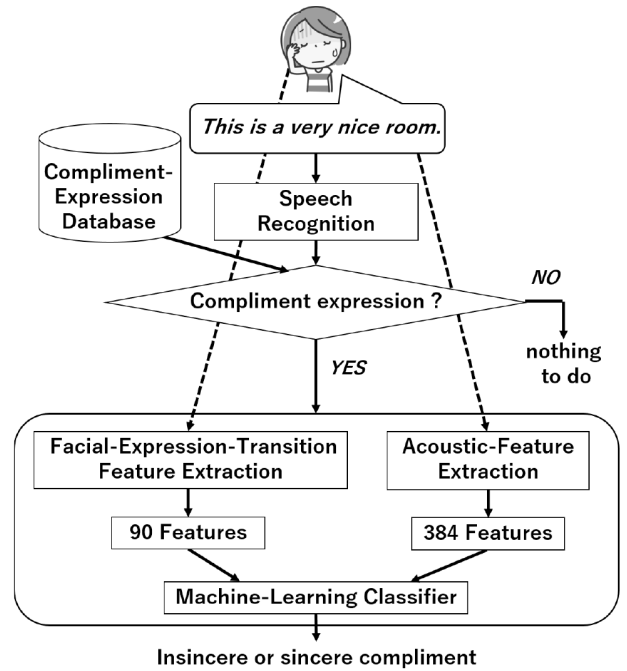 This is a very nice room.
Compliment-
Expression
Database
Speech
Recognition
Compliment expression ?
NO
nothing
to do
YES
Facial-Expression-Transition
Feature Extraction
Acoustic-Feature
Extraction
90 Features
384 Features
Machine-Learning Classifier
Insincere or sincere compliment